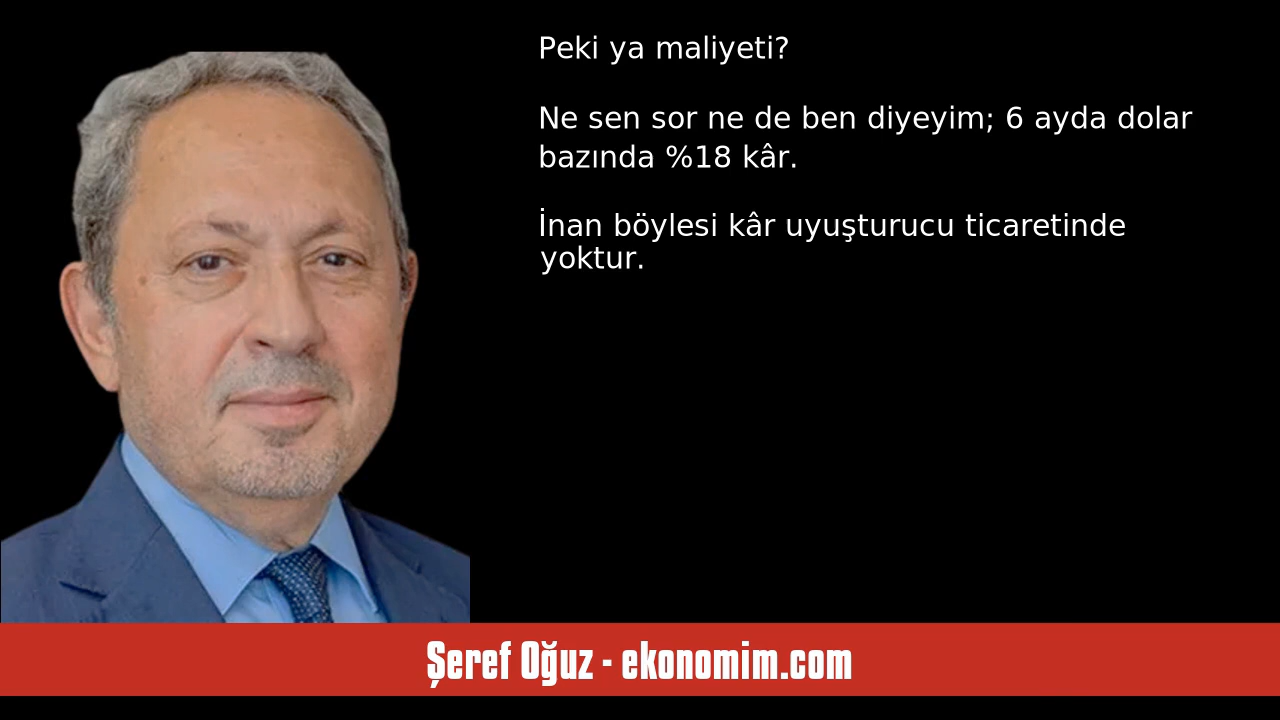 Peki ya maliyeti?
Ne sen sor ne de ben diyeyim; 6 ayda dolar
bazında %18 kâr.
İnan böylesi kâr uyuşturucu ticaretinde
yoktur.
Şeref Oğuz - ekonomim.com